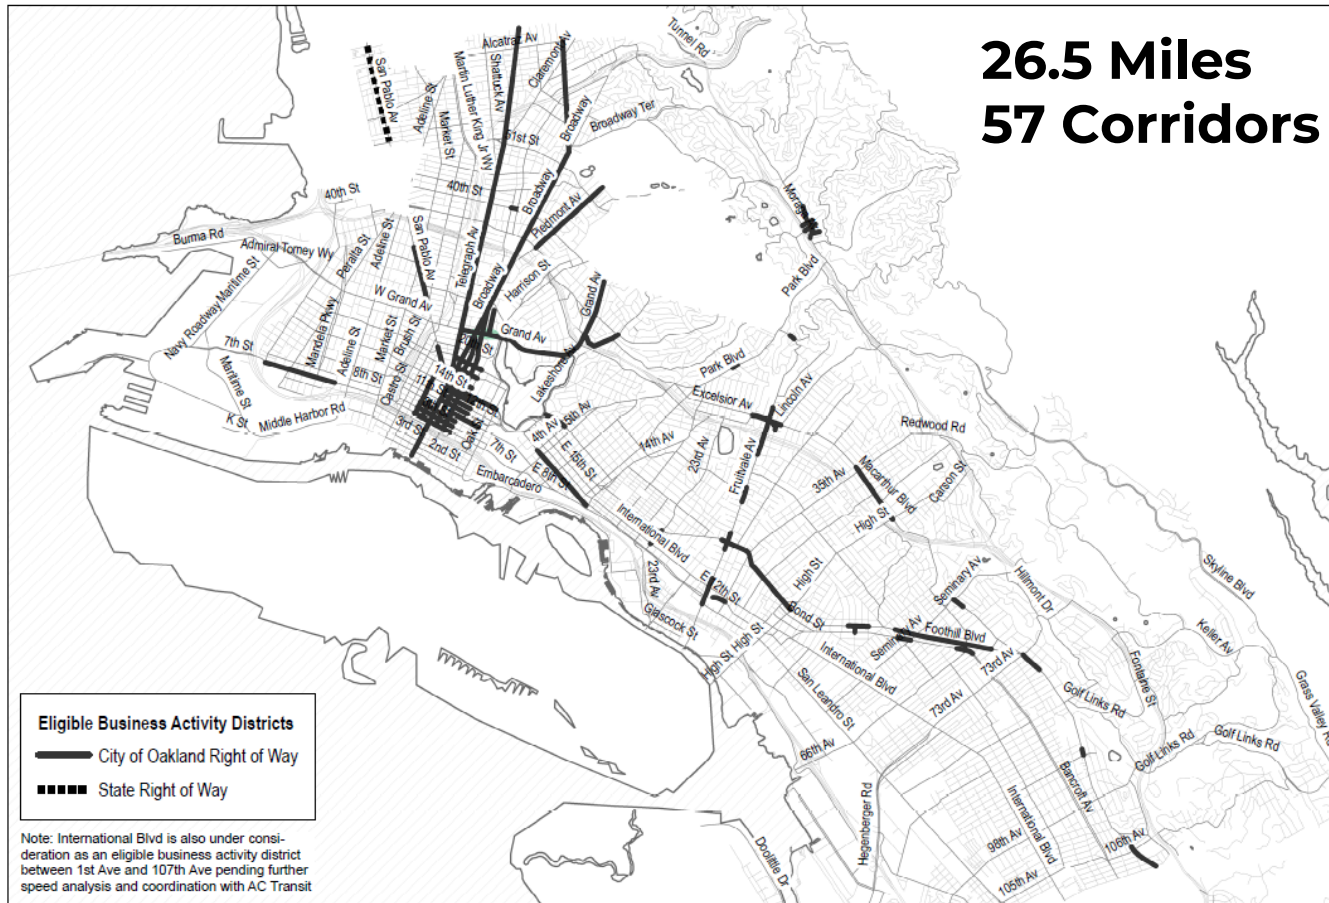 26.5 Miles
57 Corridors
Tunnel Rd
Alcatraz Av
Claremont Av
Shattuck Av
Martin Luther King Jr Wy
San Pablo Av
Adeline St
Market St
51st St
Broadway
Broadway Ter
40th St
40th St
Broadway
Piedmont Av
Burma Rd
Admiral Tomey Wy
Peralta St
Adeline St
San Pablo Av
Telegraph Av
Broadway
Harrison St
Grand Av
Park Blvd
Navy Roadway Maritime St
W Grand Av
Mandela Pkwy
Grand Av
7th St
Adeline St
Market St
Brush St
Castro St
Maritime St
8th St
14th St
11th St
Lakeshore Av
Park Blvd
Lincoln Av
Excelsior Av
K St
Middle Harbor Rd
3rd St
2nd St
Oak St
7th St
4th Av
5th Av
E 15th St
E 8th St
14th Av
23rd Av
Fruitvale Av
Redwood Rd
35th Av
Macarthur Blvd
Carson St
High St
Embarcadero
International Blvd
23rd Av
Glascock St
E 12th St
High St
Bond St
High St
High St
Seminary Av
Seminary Av
Hillmont Dr
Foothill Blvd
International Blvd
73rd Av
73rd Av
San Leandro St
66th Av
Skyline Blvd
Keller Av
Fontaine St
Grass Valley Rd
Golf Links Rd
Golf Links Rd
Golf Links Rd
Hegenberger Rd
Doolittle Dr
Bancroft Av
International Blvd
98th Av
106th Av
105th Av
Eligible Business Activity Districts
City of Oakland Right of Way
State Right of Way
Note: International Blvd is also under consi-
deration as an eligible business activity district
between 1st Ave and 107th Ave pending further
speed analysis and coordination with AC Transit